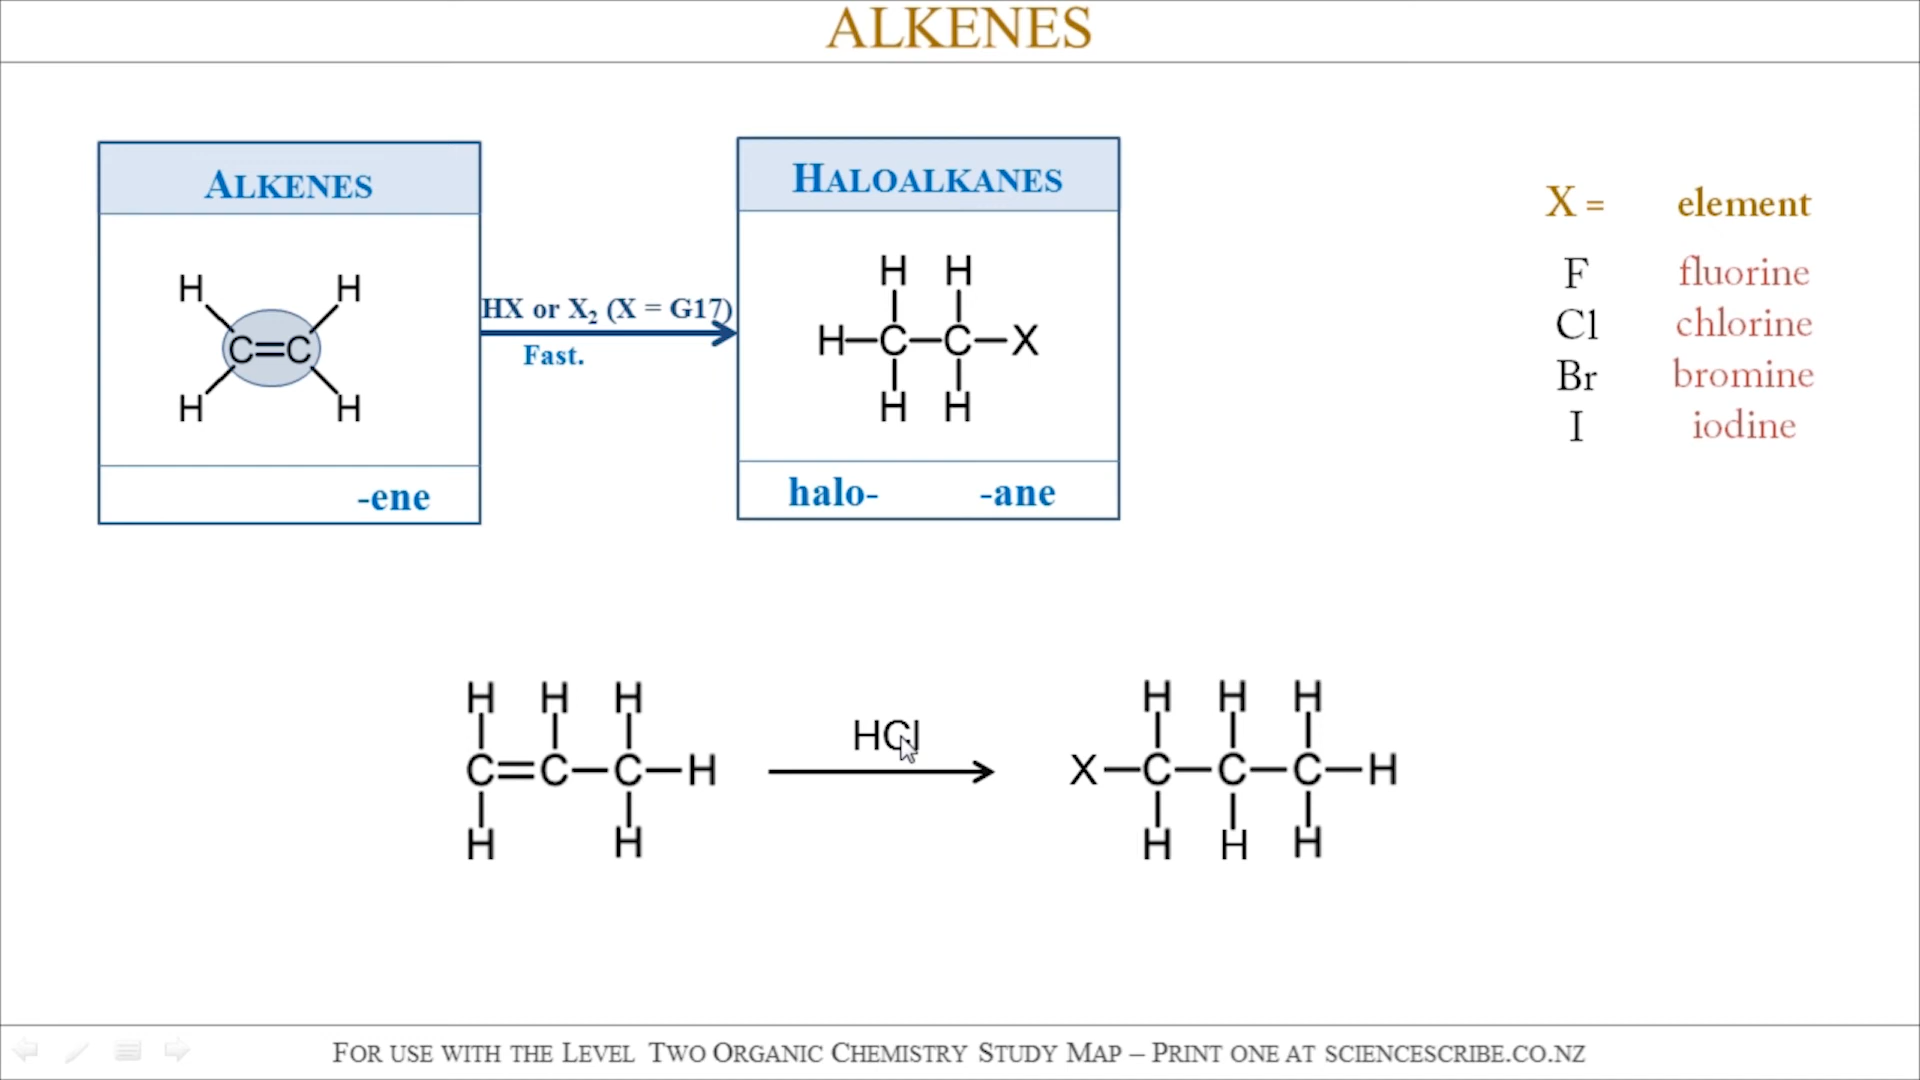 ALKENES
ALKENES
H H
C=C
H H
-ene
HX or X₂ (X = G17)
Fast.
HALOALKANES
H H
H–C–C–X
H H
halo- -ane
X = element
F fluorine
Cl chlorine
Br bromine
I iodine
H H H
C=C–C–H
H H
HCl
H H H
X–C–C–C–H
H H H
FOR USE WITH THE LEVEL TWO ORGANIC CHEMISTRY STUDY MAP – PRINT ONE AT SCIENCESCRIBE.CO.NZ